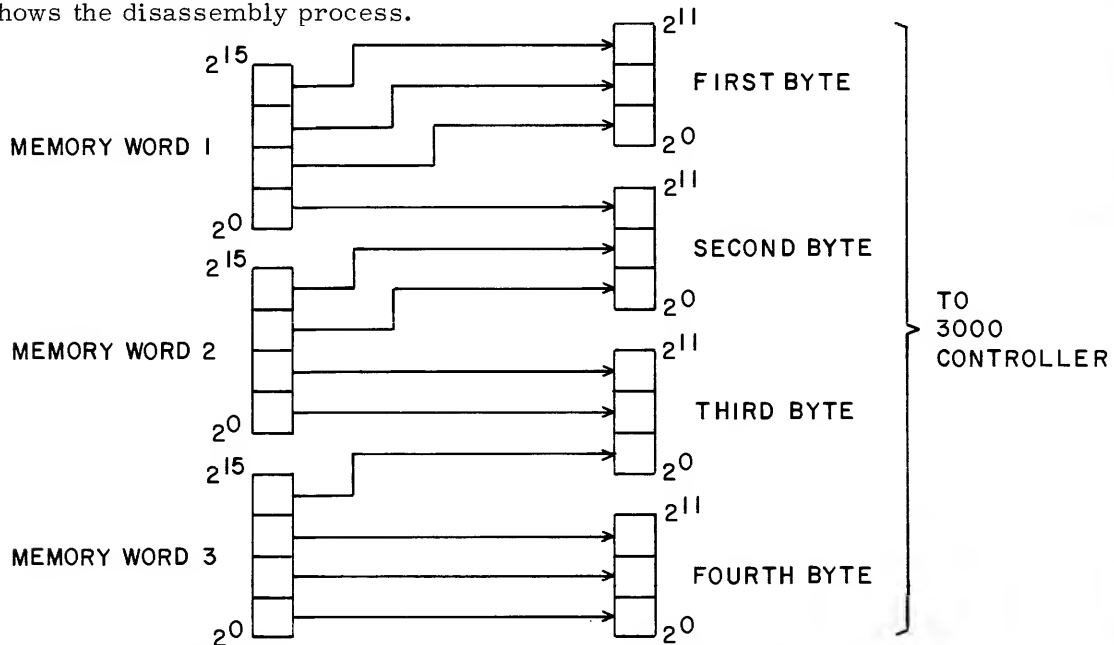 hows the disassembly process.
2^11
2^15
FIRST BYTE
MEMORY WORD 1
2^0
2^11
2^0
2^15
SECOND BYTE
2^0
MEMORY WORD 2
2^11
TO
3000
CONTROLLER
THIRD BYTE
2^0
2^15
2^0
2^11
MEMORY WORD 3
FOURTH BYTE
2^0
2^0